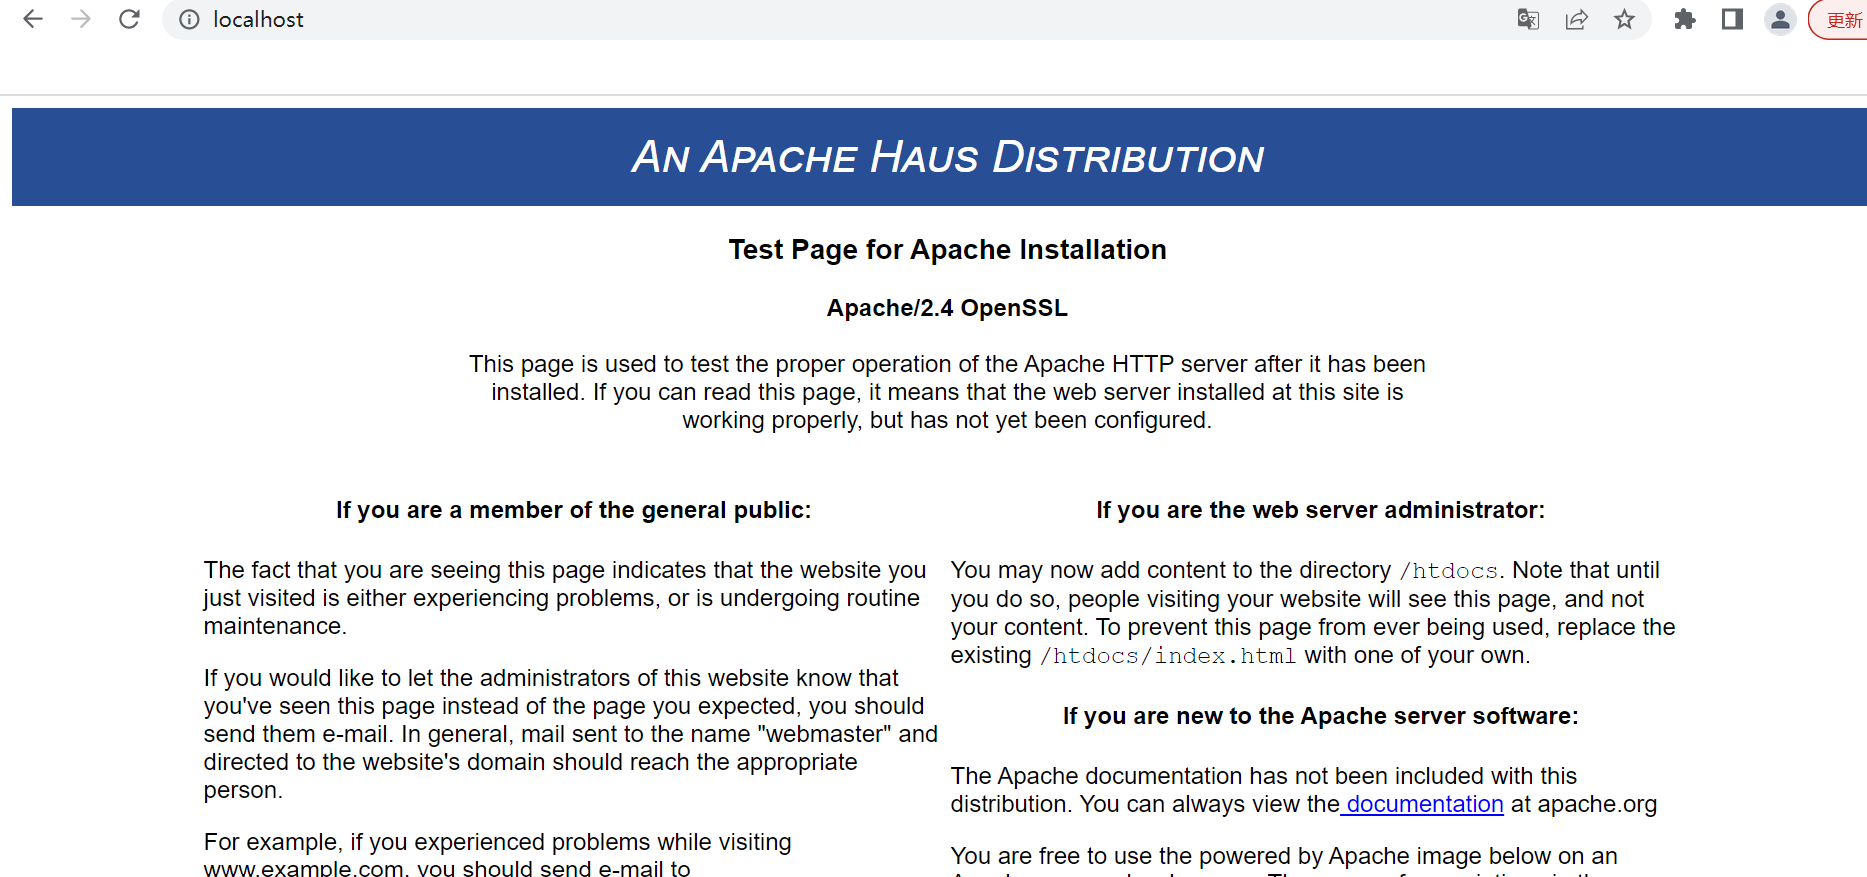 localhost
更新
An Apache Haus Distribution
Test Page for Apache Installation
Apache/2.4 OpenSSL
This page is used to test the proper operation of the Apache HTTP server after it has been
installed. If you can read this page, it means that the web server installed at this site is
working properly, but has not yet been configured.
If you are a member of the general public:
The fact that you are seeing this page indicates that the website you
just visited is either experiencing problems, or is undergoing routine
maintenance.
If you would like to let the administrators of this website know that
you've seen this page instead of the page you expected, you should
send them e-mail. In general, mail sent to the name "webmaster" and
directed to the website's domain should reach the appropriate
person.
For example, if you experienced problems while visiting
www.example.com, you should send e-mail to
If you are the web server administrator:
You may now add content to the directory /htdocs. Note that until
you do so, people visiting your website will see this page, and not
your content. To prevent this page from ever being used, replace the
existing /htdocs/index.html with one of your own.
If you are new to the Apache server software:
The Apache documentation has not been included with this
distribution. You can always view the documentation at apache.org
You are free to use the powered by Apache image below on an